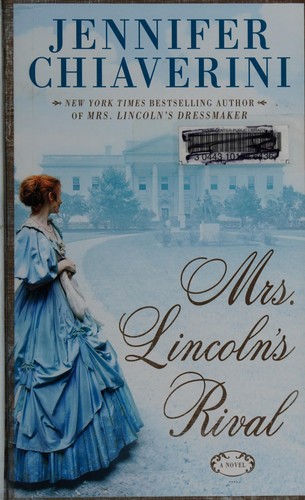 JENNIFER
CHIAVERINI
NEW YORK TIMES BESTSELLING AUTHOR
OF MRS. LINCOLN'S DRESSMAKER
Mrs.
Lincoln's
Rival
A NOVEL